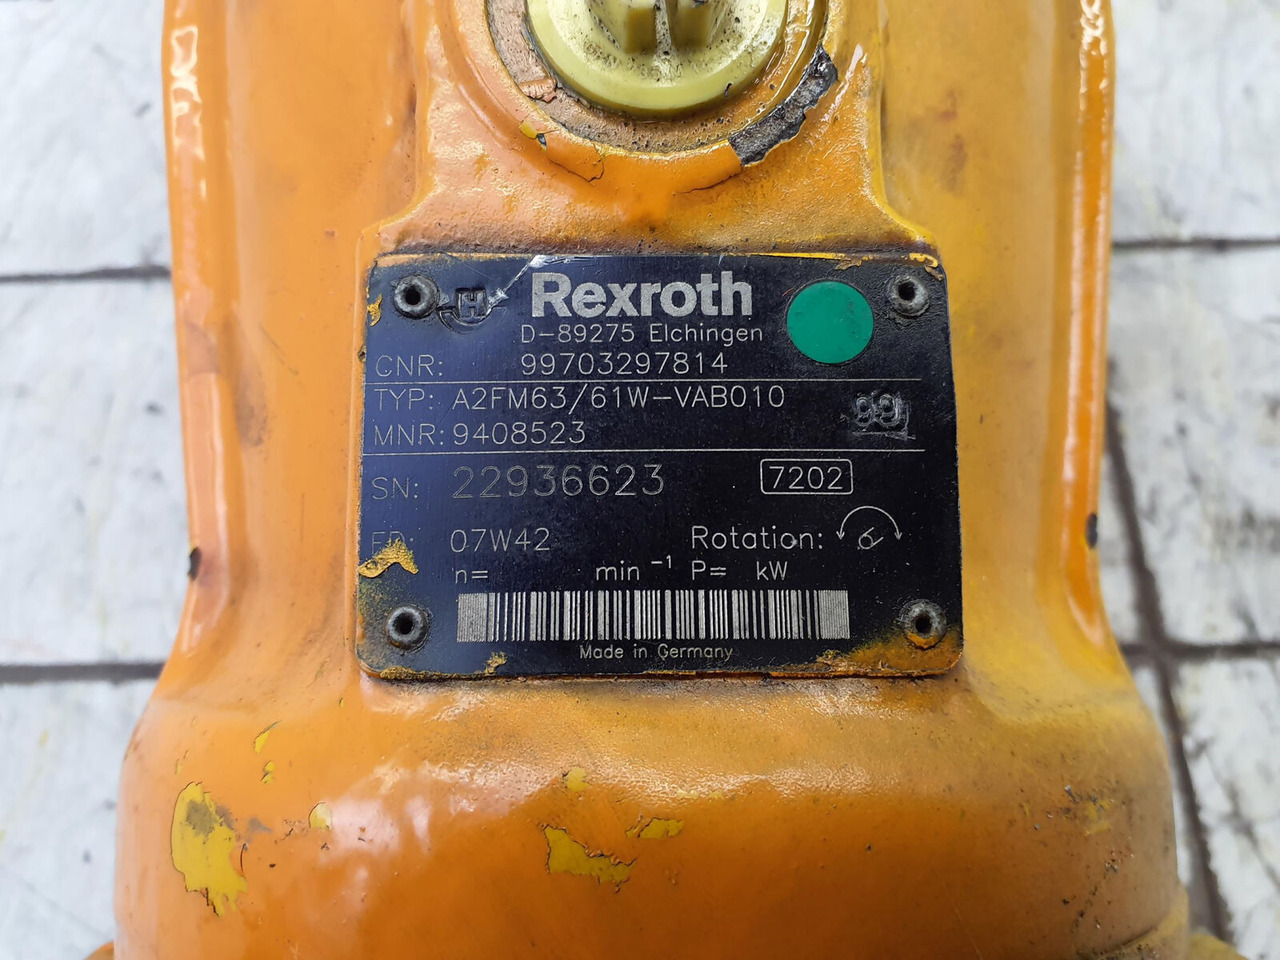 Rexroth
D-89275 Elchingen
CNR: 99703297814
TYP: A2FM63/61W-VAB010
MNR: 9408523
SN: 22936623 7202
FD: 07W42 Rotation:
n= min⁻¹ P= kW
Made in Germany